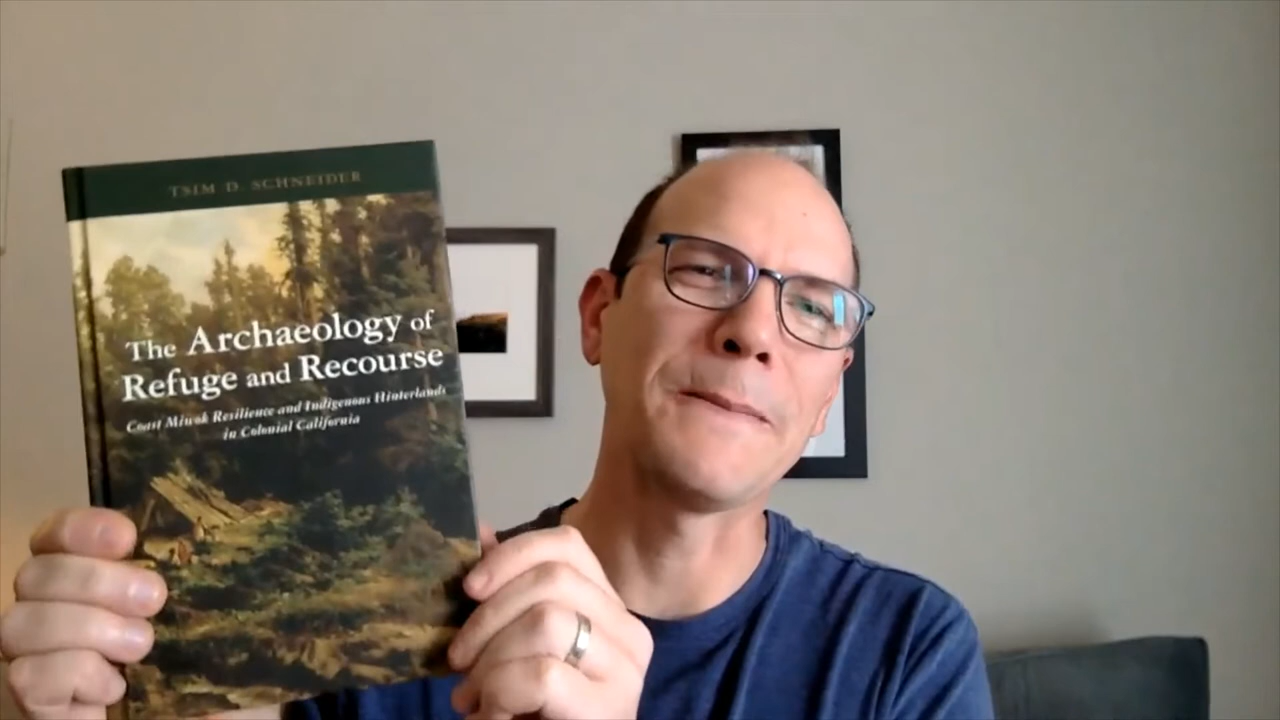 TSIM D. SCHNEIDER
The Archaeology of
Refuge and Recourse
Coast Miwok Resilience and Indigenous Hinterlands
in Colonial California